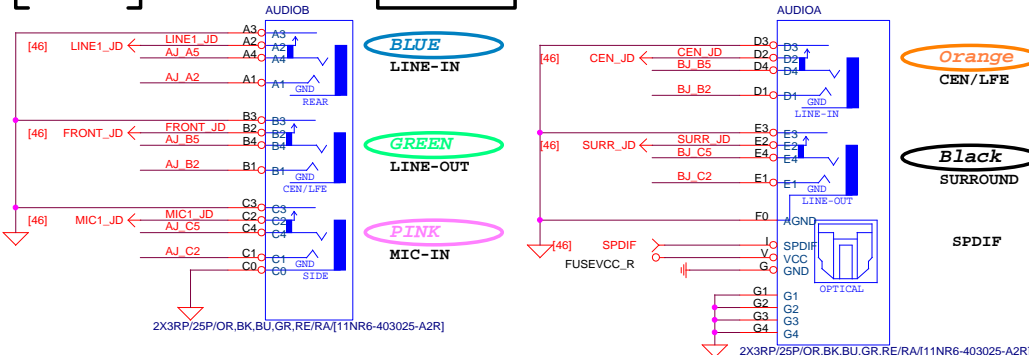 AUDIOB
A3 A3
[46] LINE1_JD LINE1_JD A2 A2
AJ_A5 A4 A4
AJ_A2 A1 A1
GND
REAR
BLUE
LINE-IN
B3 B3
[46] FRONT_JD FRONT_JD B2 B2
AJ_B5 B4 B4
AJ_B2 B1 B1
GND
CEN/LFE
GREEN
LINE-OUT
C3 C3
[46] MIC1_JD MIC1_JD C2 C2
AJ_C5 C4 C4
AJ_C2 C1 C1
GND
C0 C0
SIDE
PINK
MIC-IN
2X3RP/25P/OR,BK,BU,GR,RE/RA/[11NR6-403025-A2R]
AUDIOA
D3 D3
[46] CEN_JD CEN_JD D2 D2
BJ_B5 D4 D4
BJ_B2 D1 D1
GND
LINE-IN
Orange
CEN/LFE
E3 E3
[46] SURR_JD SURR_JD E2 E2
BJ_C5 E4 E4
BJ_C2 E1 E1
GND
LINE-OUT
Black
SURROUND
F0 AGND
[46] SPDIF I SPDIF
FUSEVCC_R V VCC
G GND
OPTICAL
SPDIF
G1 G1
G2 G2
G3 G3
G4 G4
2X3RP/25P/OR,BK,BU,GR,RE/RA/[11NR6-403025-A2R]